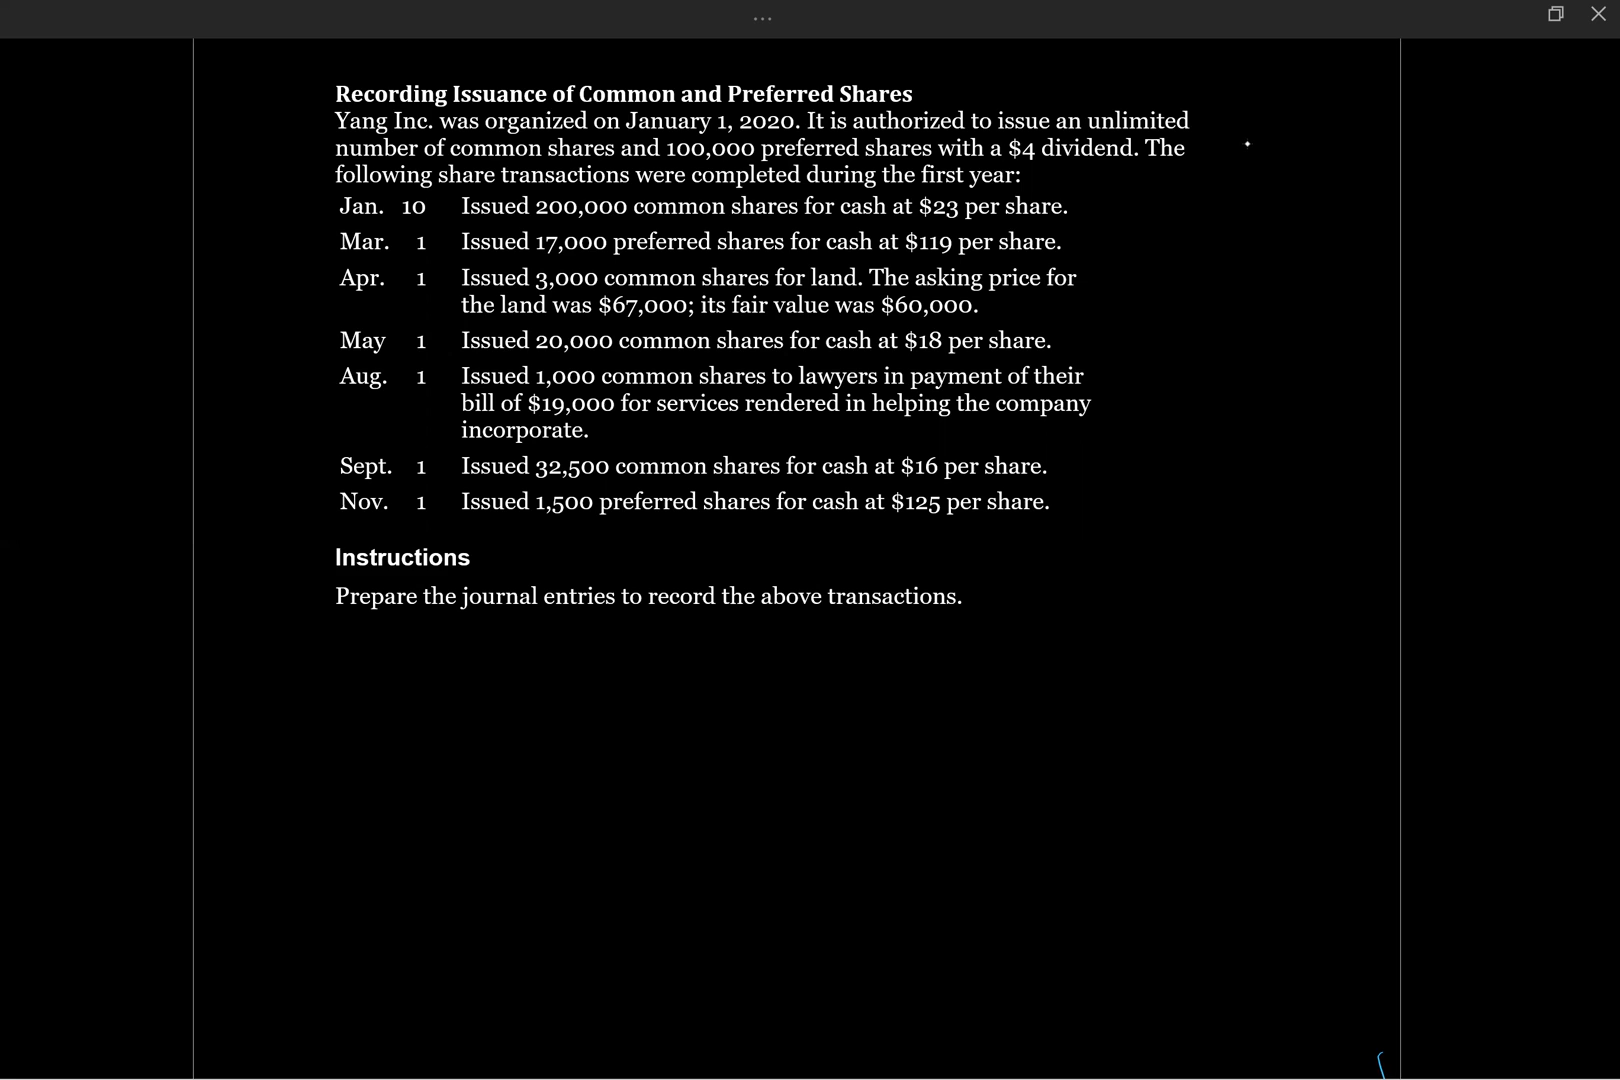 Recording Issuance of Common and Preferred Shares
Yang Inc. was organized on January 1, 2020. It is authorized to issue an unlimited
number of common shares and 100,000 preferred shares with a $4 dividend. The
following share transactions were completed during the first year:
Jan. 10 Issued 200,000 common shares for cash at $23 per share.
Mar. 1 Issued 17,000 preferred shares for cash at $119 per share.
Apr. 1 Issued 3,000 common shares for land. The asking price for
the land was $67,000; its fair value was $60,000.
May 1 Issued 20,000 common shares for cash at $18 per share.
Aug. 1 Issued 1,000 common shares to lawyers in payment of their
bill of $19,000 for services rendered in helping the company
incorporate.
Sept. 1 Issued 32,500 common shares for cash at $16 per share.
Nov. 1 Issued 1,500 preferred shares for cash at $125 per share.
Instructions
Prepare the journal entries to record the above transactions.